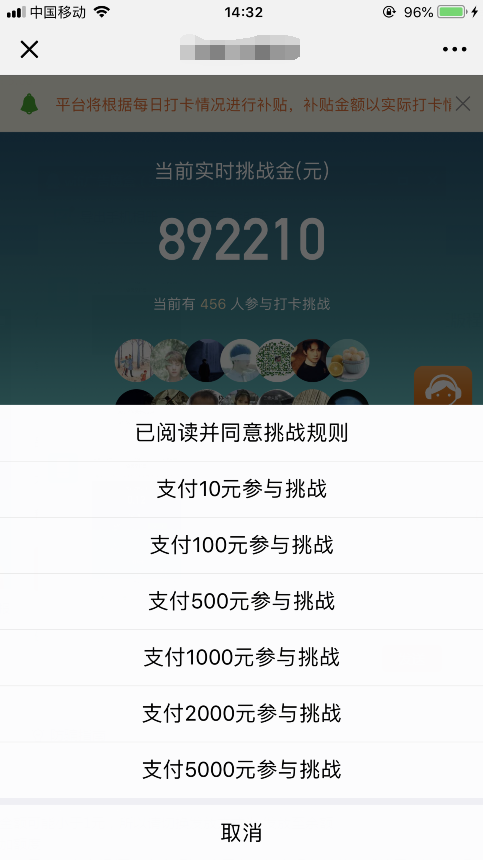 中国移动
14:32
96%
平台将根据每日打卡情况进行补贴，补贴金额以实际打卡
当前实时挑战金(元)
892210
当前有 456 人参与打卡挑战
已阅读并同意挑战规则
支付10元参与挑战
支付100元参与挑战
支付500元参与挑战
支付1000元参与挑战
支付2000元参与挑战
支付5000元参与挑战
取消